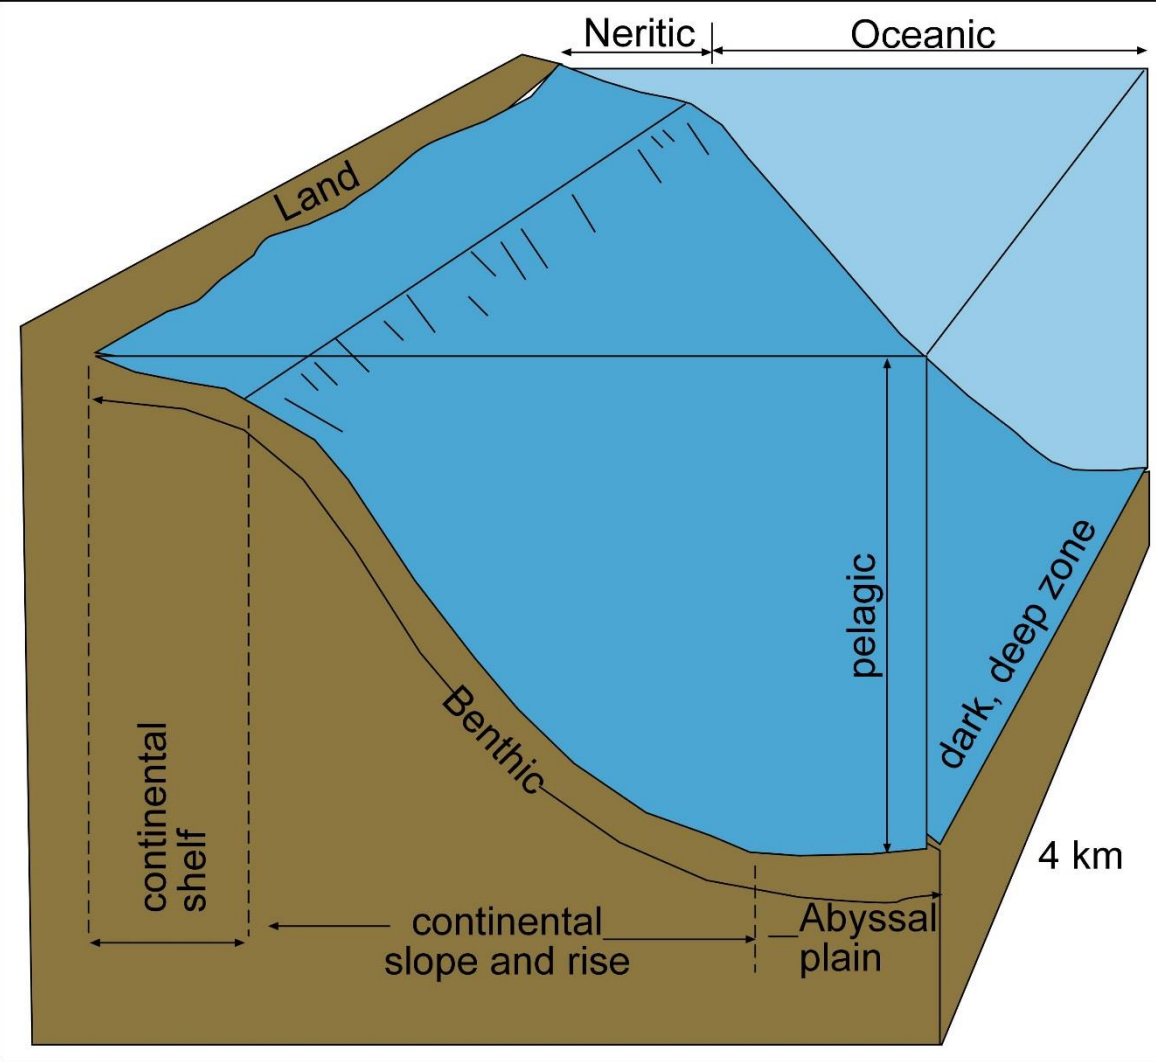 Neritic
Oceanic
Land
pelagic
dark, deep zone
Benthic
continental
shelf
4 km
continental
slope and rise
Abyssal
plain